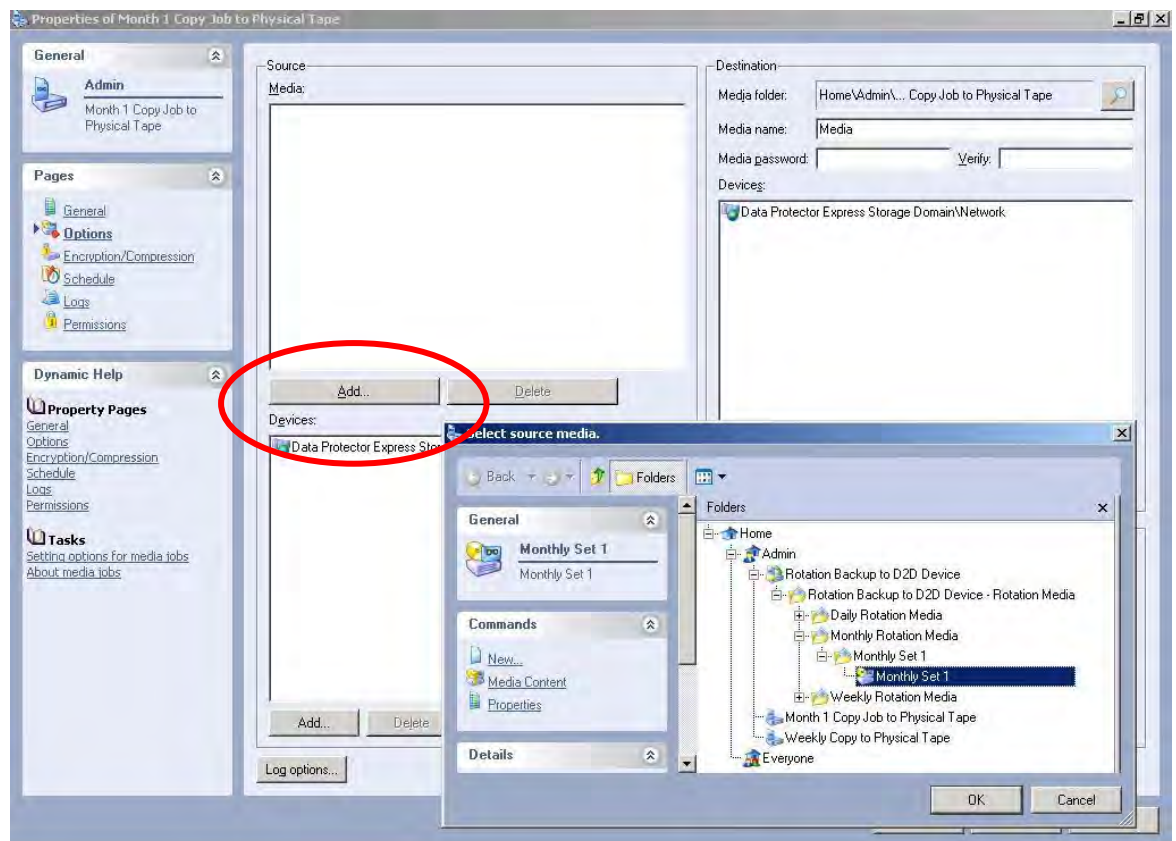 Properties of Month 1 Copy Job to Physical Tape
General
Admin
Month 1 Copy Job to
Physical Tape
Pages
General
Options
Encryption/Compression
Schedule
Logs
Permissions
Dynamic Help
Property Pages
General
Options
Encryption/Compression
Schedule
Logs
Permissions
Tasks
Setting options for media jobs
About media jobs
Source
Media:
Add...
Delete
Devices:
Data Protector Express Stor
Add...
Delete
Log options...
Destination
Media folder:
Home\Admin\... Copy Job to Physical Tape
Media name:
Media
Media password:
Verify:
Devices:
Data Protector Express Storage Domain\Network
Select source media.
Back
Folders
General
Monthly Set 1
Monthly Set 1
Commands
New...
Media Content
Properties
Details
Folders
Home
Admin
Rotation Backup to D2D Device
Rotation Backup to D2D Device - Rotation Media
Daily Rotation Media
Monthly Rotation Media
Monthly Set 1
Monthly Set 1
Weekly Rotation Media
Month 1 Copy Job to Physical Tape
Weekly Copy to Physical Tape
Everyone
OK
Cancel